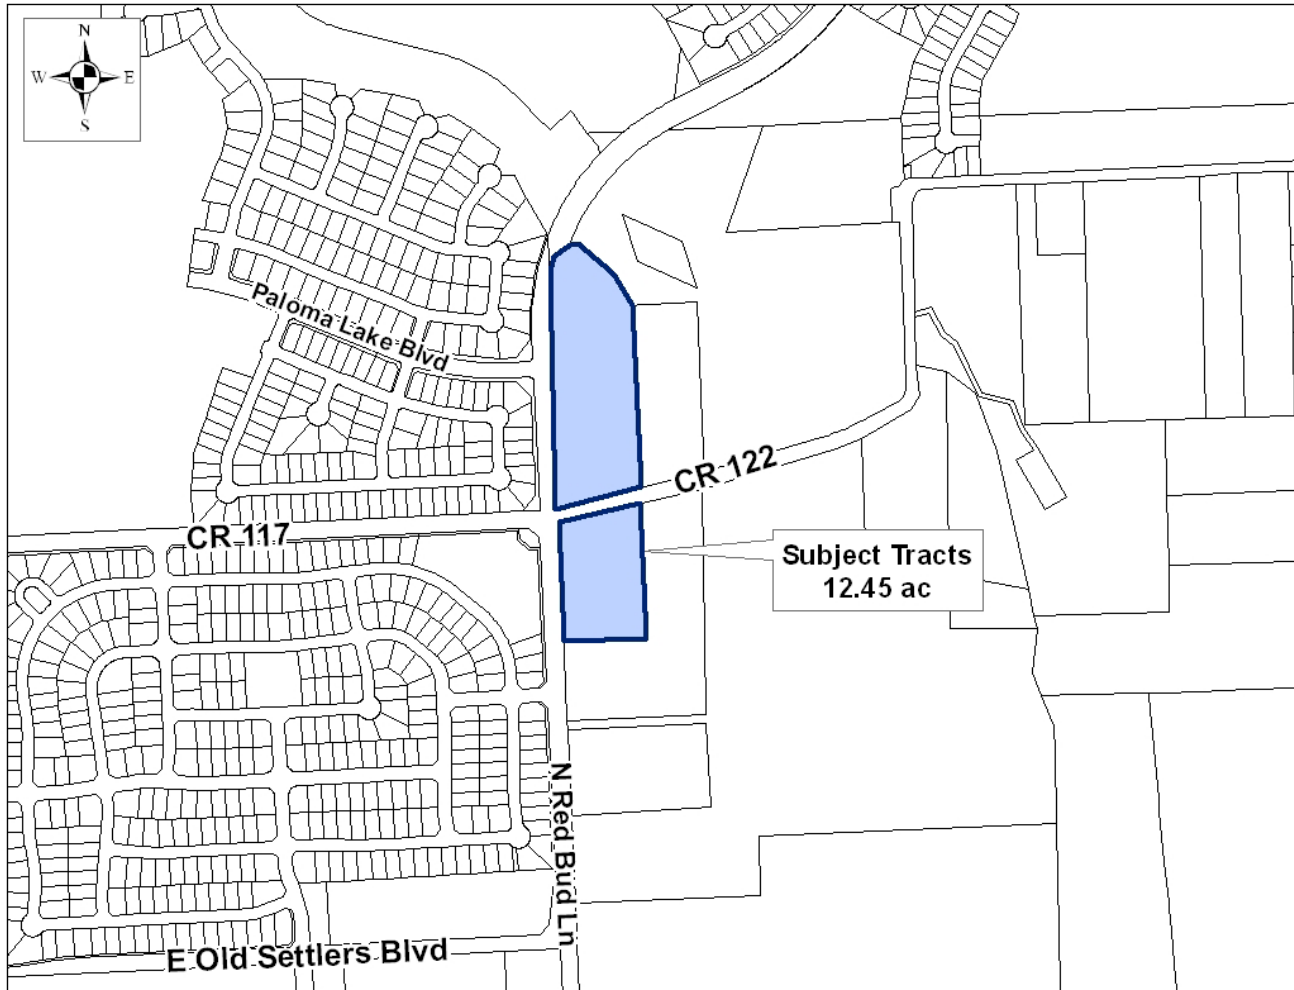 N
W E
S
Paloma Lake Blvd
CR 122
CR 117
Subject Tracts
12.45 ac
N Red Bud Ln
E Old Settlers Blvd